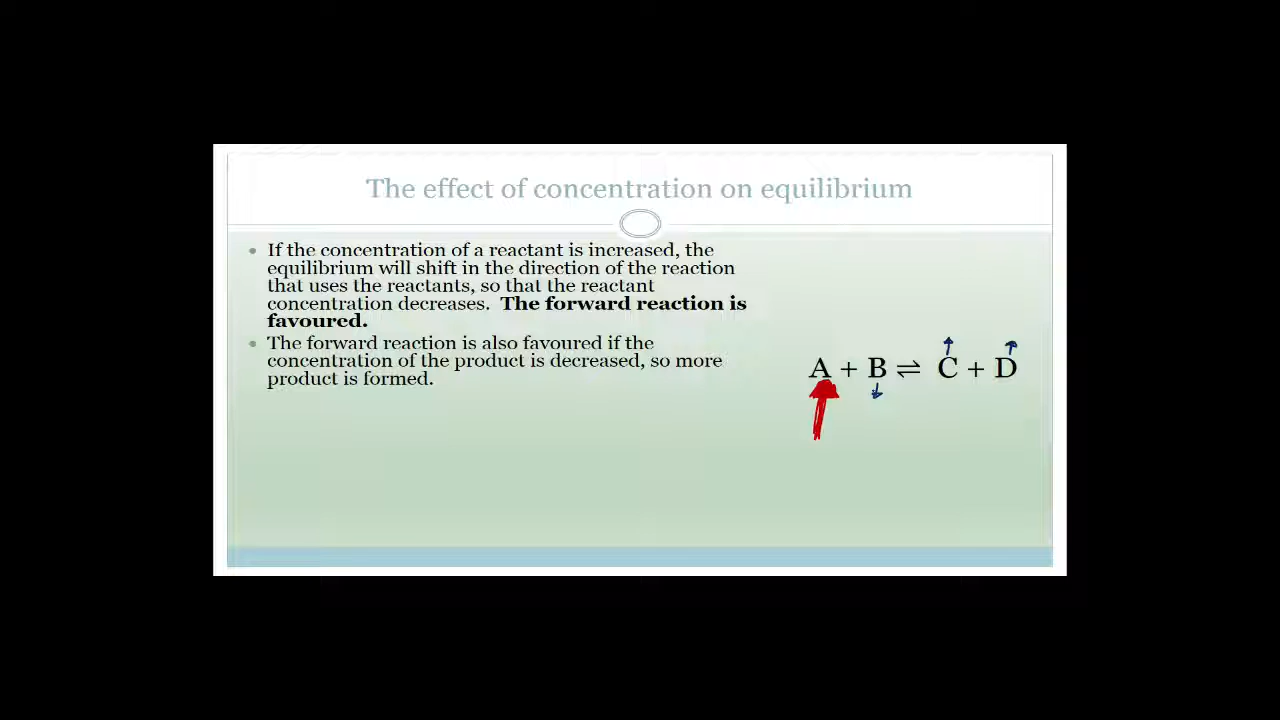 The effect of concentration on equilibrium
• If the concentration of a reactant is increased, the
equilibrium will shift in the direction of the reaction
that uses the reactants, so that the reactant
concentration decreases. The forward reaction is
favoured.
• The forward reaction is also favoured if the
concentration of the product is decreased, so more
product is formed.
A + B ⇌ C + D